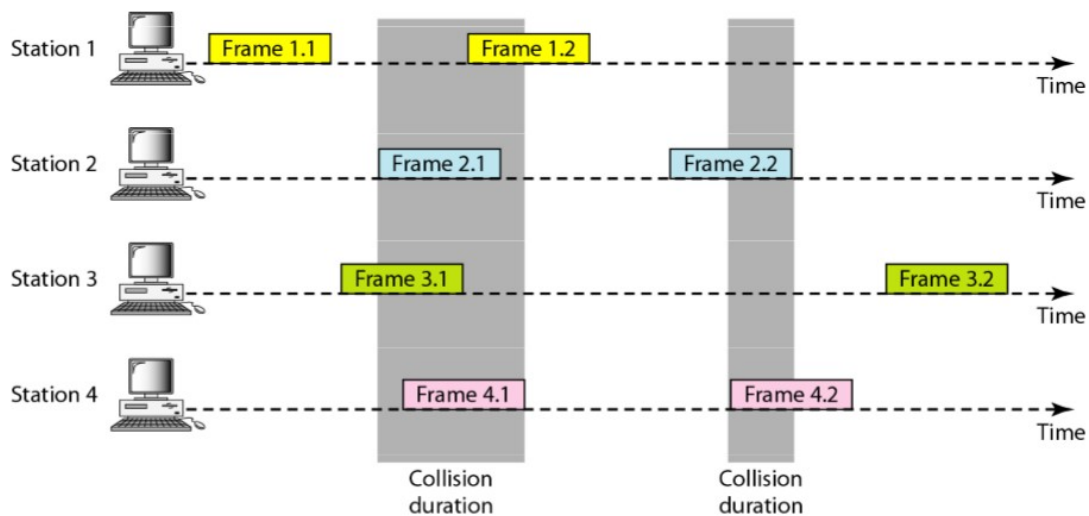 Station 1
Frame 1.1
Frame 1.2
Time
Station 2
Frame 2.1
Frame 2.2
Time
Station 3
Frame 3.1
Frame 3.2
Time
Station 4
Frame 4.1
Frame 4.2
Time
Collision
duration
Collision
duration